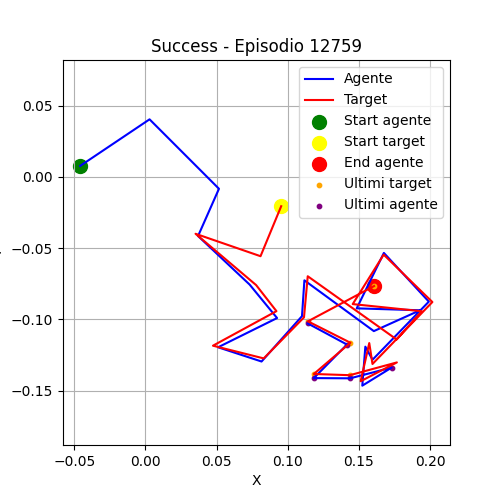 Success - Episodio 12759
Agente
Target
Start agente
Start target
End agente
Ultimi target
Ultimi agente
0.05
0.00
−0.05
−0.10
−0.15
−0.05
0.00
0.05
0.10
0.15
0.20
X